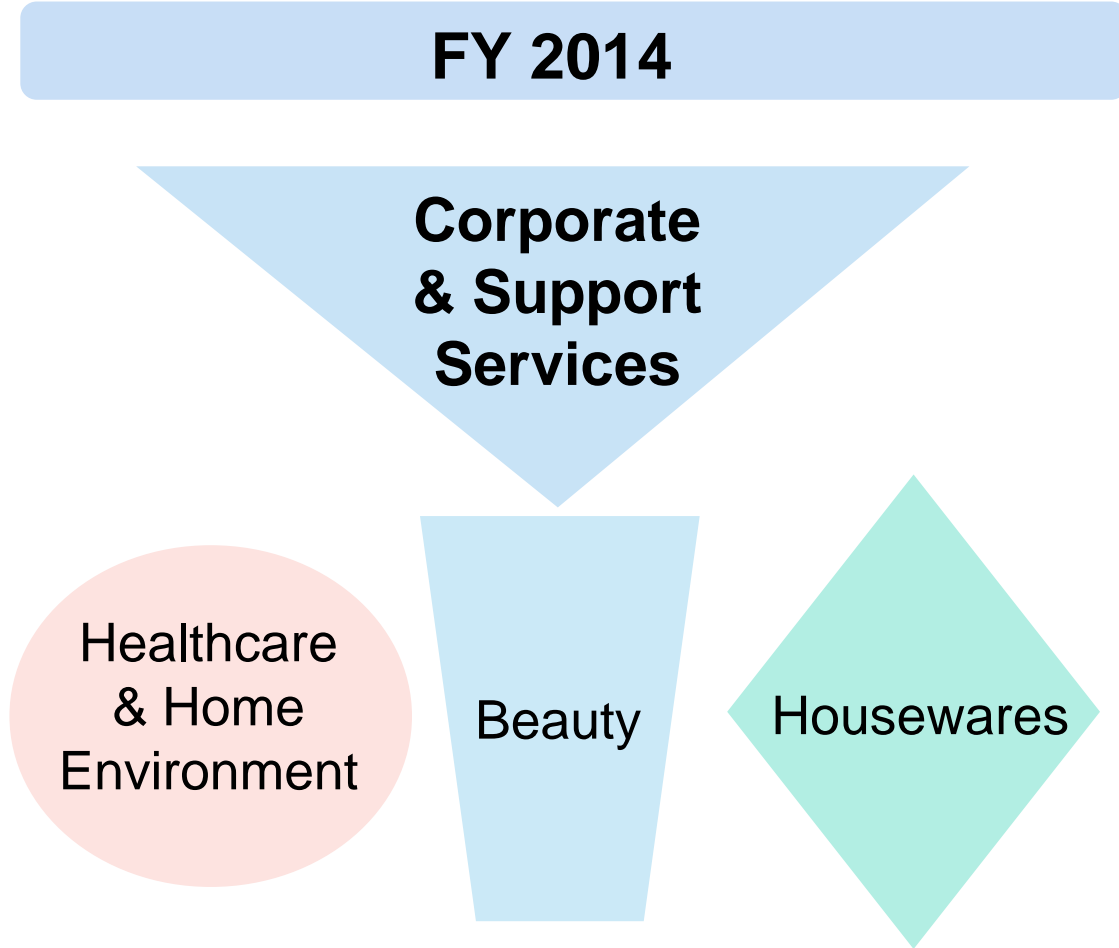 FY 2014
Corporate
& Support
Services
Healthcare
& Home
Environment
Beauty
Housewares